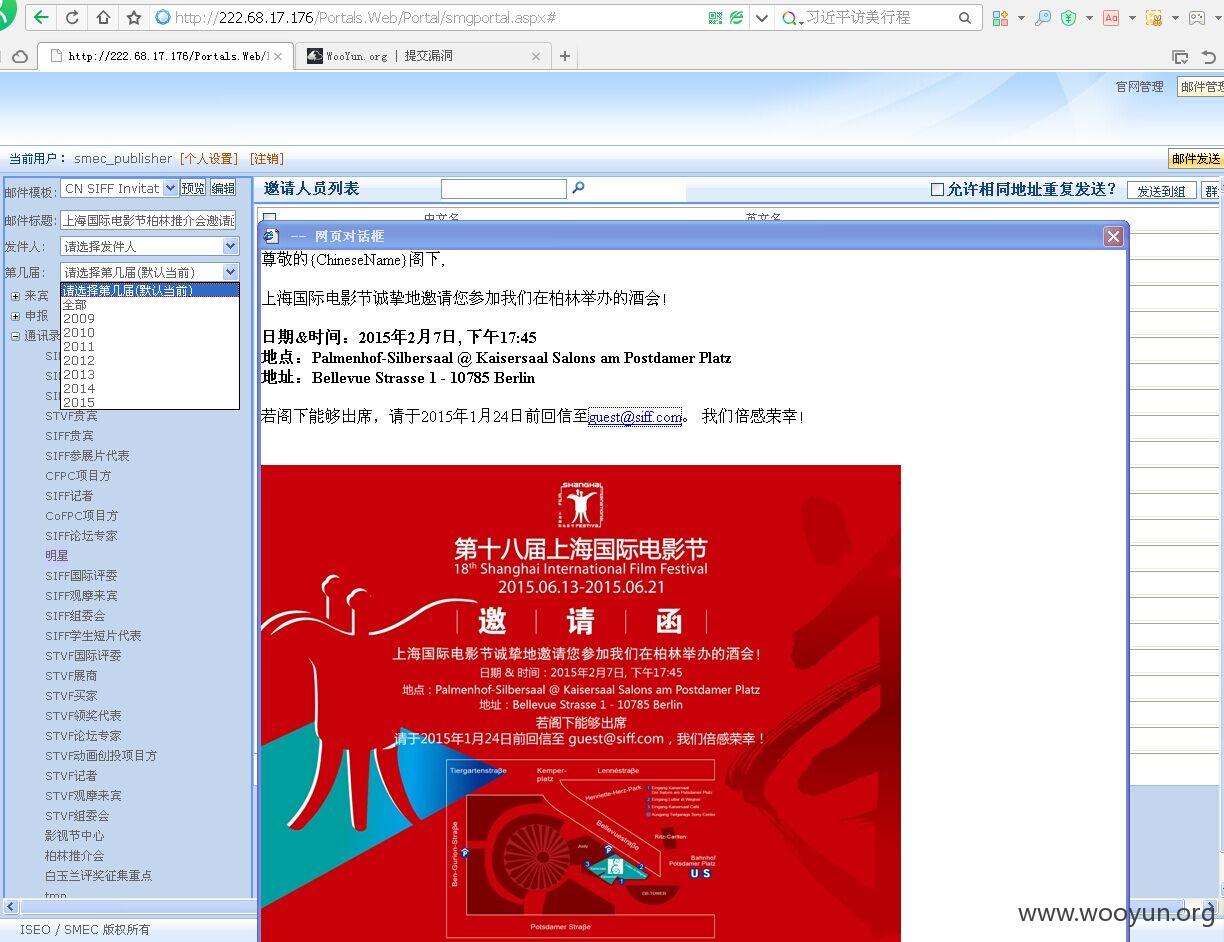 http://222.68.17.176/Portals.Web/Portal/smgportal.aspx#
习近平访美行程
http://222.68.17.176/Portals.Web/
WooYun.org | 提交漏洞
官网管理
邮件管理
当前用户： smec_publisher [个人设置] [注销]
邮件发送
邮件模板: CN SIFF Invitat 预览 编辑
邀请人员列表
允许相同地址重复发送？
发送到组
群
邮件标题: 上海国际电影节柏林推介会邀请函
中文名
英文名
发件人: 请选择发件人
第几届: 请选择第几届(默认当前)
请选择第几届(默认当前)
全部
2009
2010
2011
2012
2013
2014
2015
来宾
申报
通讯录
STVF贵宾
SIFF贵宾
SIFF参展片代表
CFPC项目方
SIFF记者
CoFPC项目方
SIFF论坛专家
明星
SIFF国际评委
SIFF观摩来宾
SIFF组委会
SIFF学生短片代表
STVF国际评委
STVF展商
STVF买家
STVF颁奖代表
STVF论坛专家
STVF动画创投项目方
STVF记者
STVF观摩来宾
STVF组委会
影视节中心
柏林推介会
白玉兰评奖征集重点
tmp
-- 网页对话框
尊敬的{ChineseName}阁下,
上海国际电影节诚挚地邀请您参加我们在柏林举办的酒会!
日期&时间：2015年2月7日, 下午17:45
地点：Palmenhof-Silbersaal @ Kaisersaal Salons am Postdamer Platz
地址：Bellevue Strasse 1 - 10785 Berlin
若阁下能够出席，请于2015年1月24日前回信至guest@siff.com。 我们倍感荣幸!
SHANGHAI
第十八届上海国际电影节
18th Shanghai International Film Festival
2015.06.13-2015.06.21
邀 请 函
上海国际电影节诚挚地邀请您参加我们在柏林举办的酒会！
日期 & 时间：2015年2月7日, 下午17:45
地点：Palmenhof-Silbersaal @ Kaisersaal Salons am Postdamer Platz
地址：Bellevue Strasse 1 - 10785 Berlin
若阁下能够出席
请于2015年1月24日前回信至 guest@siff.com，我们倍感荣幸！
Tiergartenstraße
Kemper-platz
Lennéstraße
Henriette-Herz-Park
Bellevuestraße
Ritz-Carlton
Ben-Gurion-Straße
Bahnhof
Potsdamer Platz
U S
DB TOWER
Potsdamer Straße
ISEO / SMEC 版权所有
www.wooyun.org